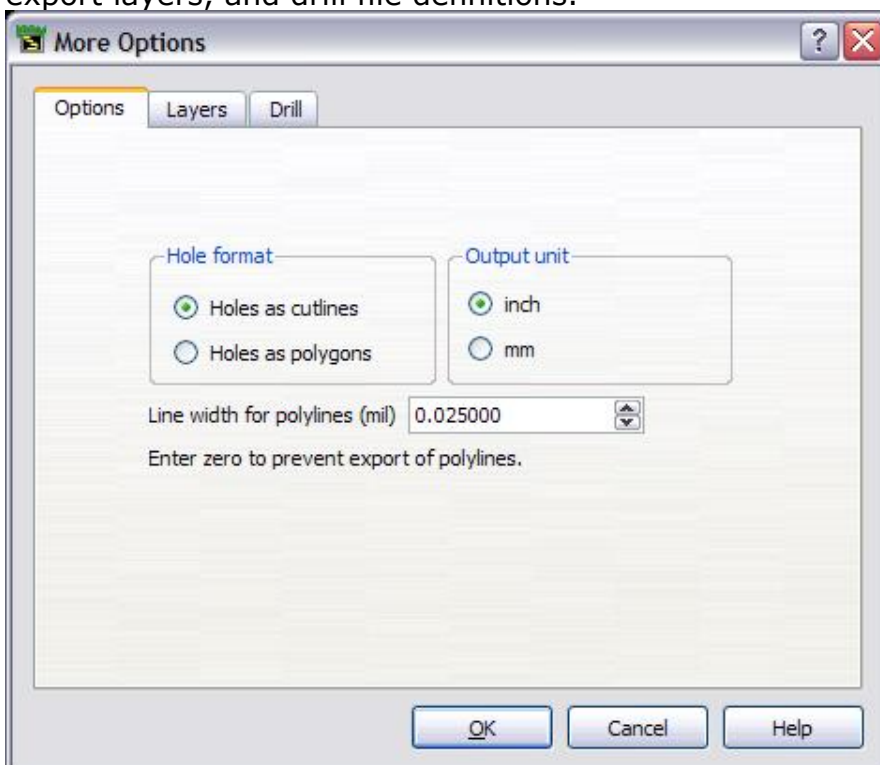 export layers, and drill file definitions.
More Options
Options Layers Drill
Hole format Output unit
Holes as cutlines inch
Holes as polygons mm
Line width for polylines (mil) 0.025000
Enter zero to prevent export of polylines.
OK Cancel Help